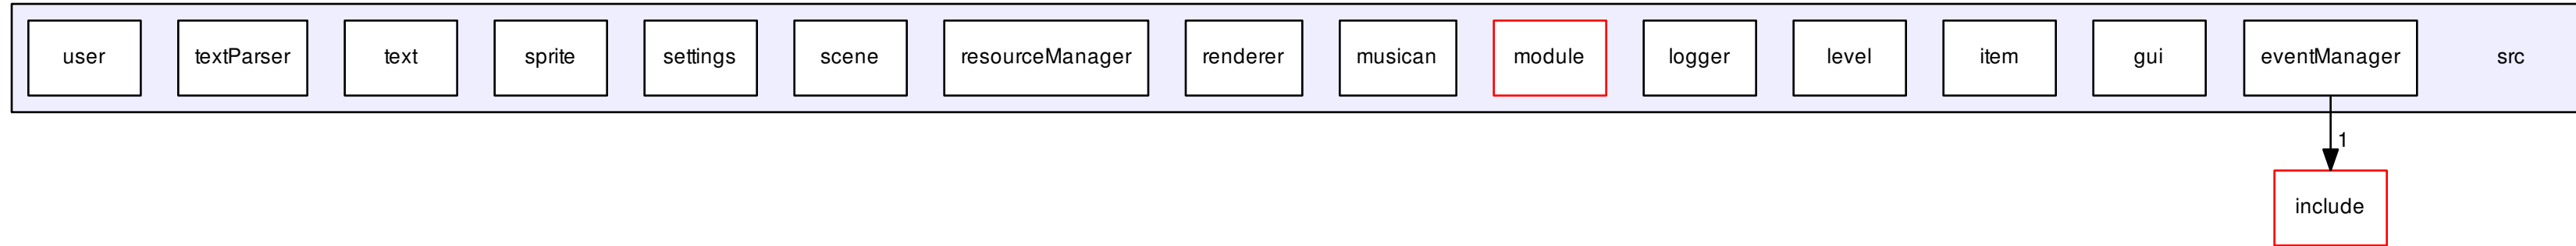 user
textParser
text
sprite
settings
scene
resourceManager
renderer
musican
module
logger
level
item
gui
eventManager
src
1
include